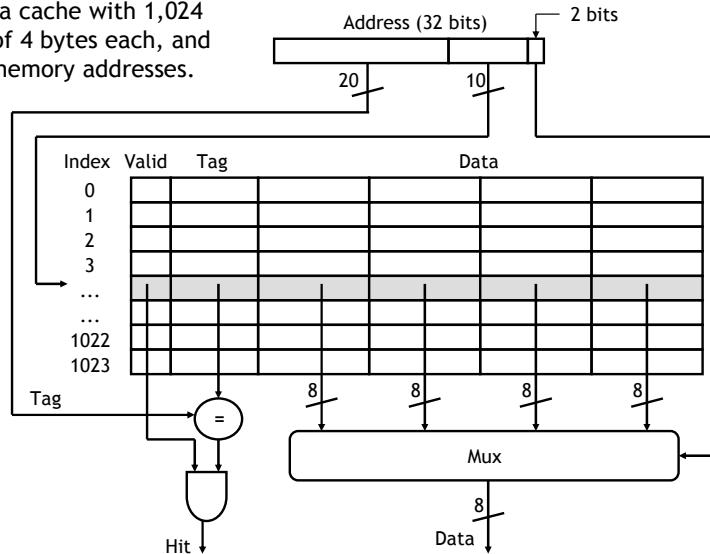 a cache with 1,024
of 4 bytes each, and
memory addresses.
Address (32 bits)
2 bits
20
10
Index Valid Tag Data
0
1
2
3
...
...
1022
1023
Tag
=
8 8 8 8
Mux
8
Hit
Data